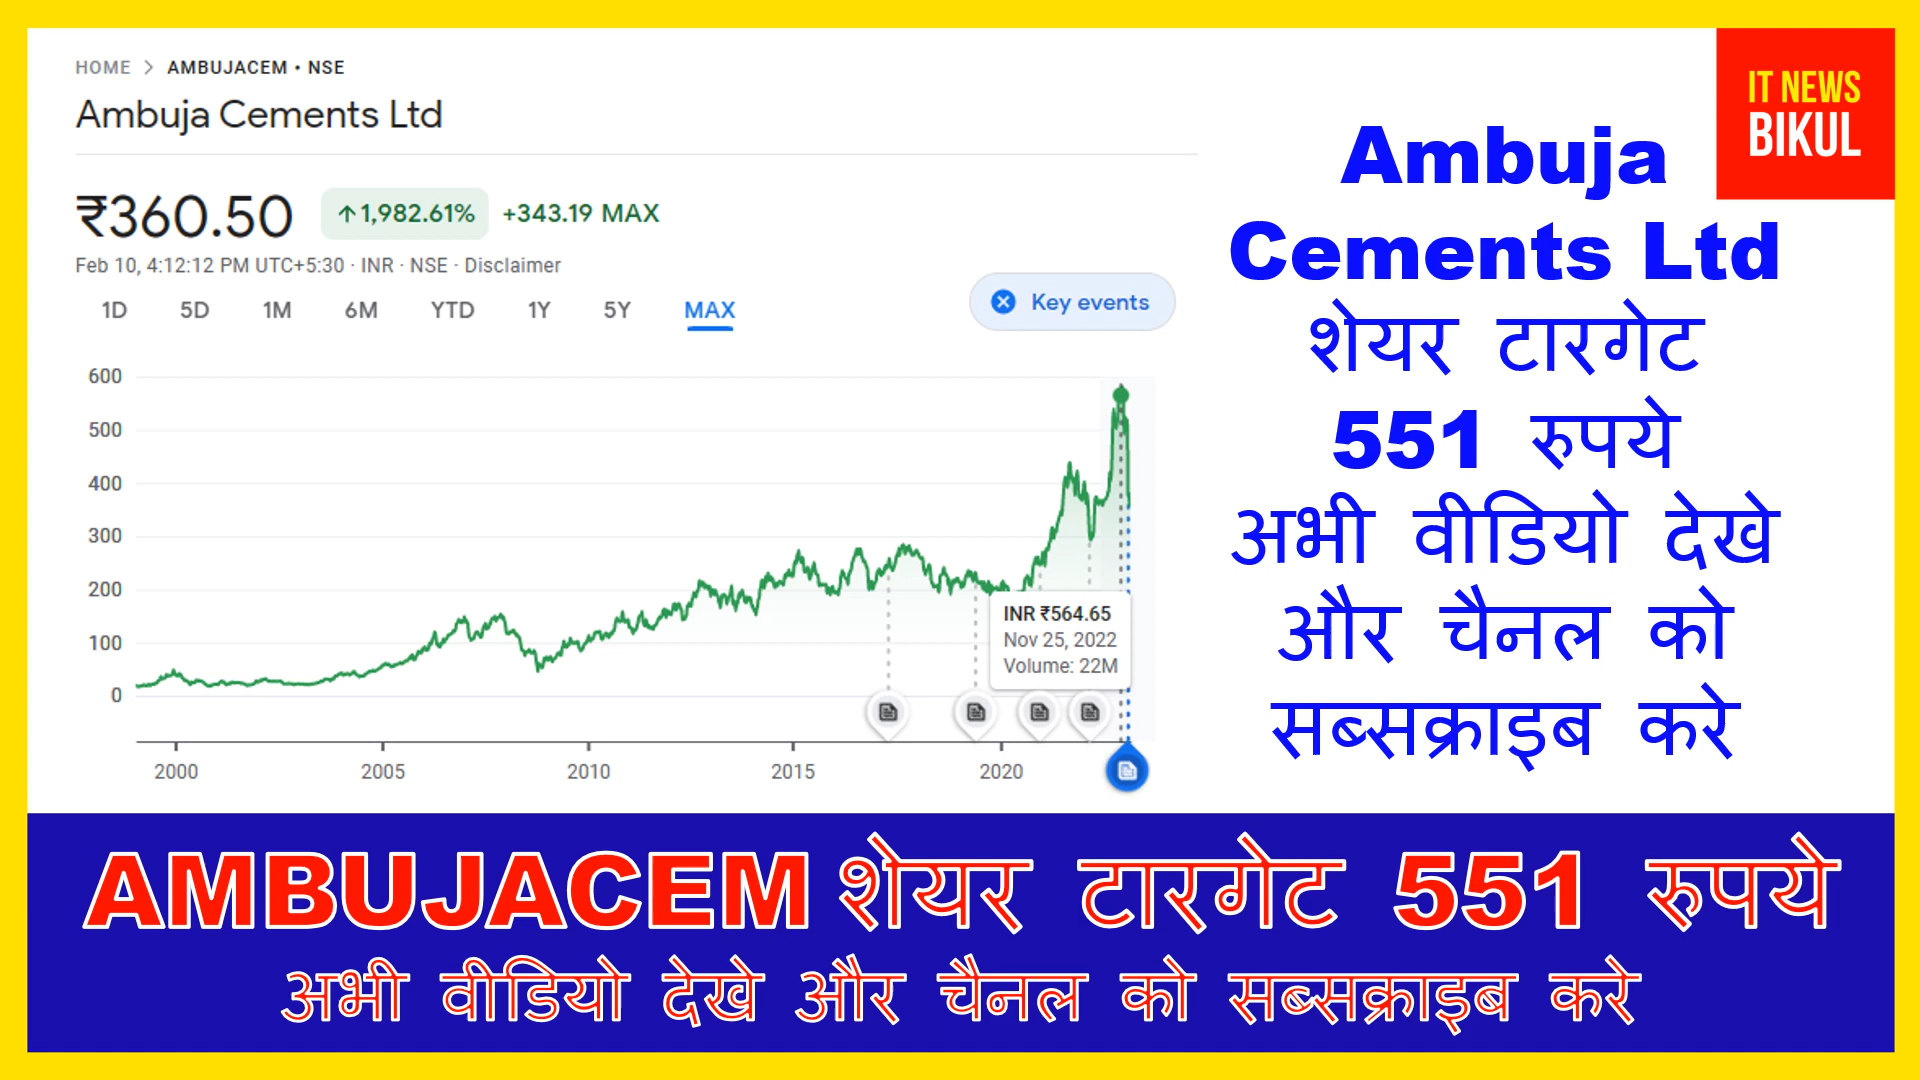 HOME > AMBUJACEM • NSE
Ambuja Cements Ltd
₹360.50 ↑1,982.61% +343.19 MAX
Feb 10, 4:12:12 PM UTC+5:30 · INR · NSE · Disclaimer
1D 5D 1M 6M YTD 1Y 5Y MAX
Key events
600
500
400
300
200
100
0
INR ₹564.65
Nov 25, 2022
Volume: 22M
2000 2005 2010 2015 2020
IT NEWS
BIKUL
Ambuja
Cements Ltd
शेयर टारगेट
551 रुपये
अभी वीडियो देखे
और चैनल को
सब्सक्राइब करे
AMBUJACEM शेयर टारगेट 551 रुपये
अभी वीडियो देखे और चैनल को सब्सक्राइब करे